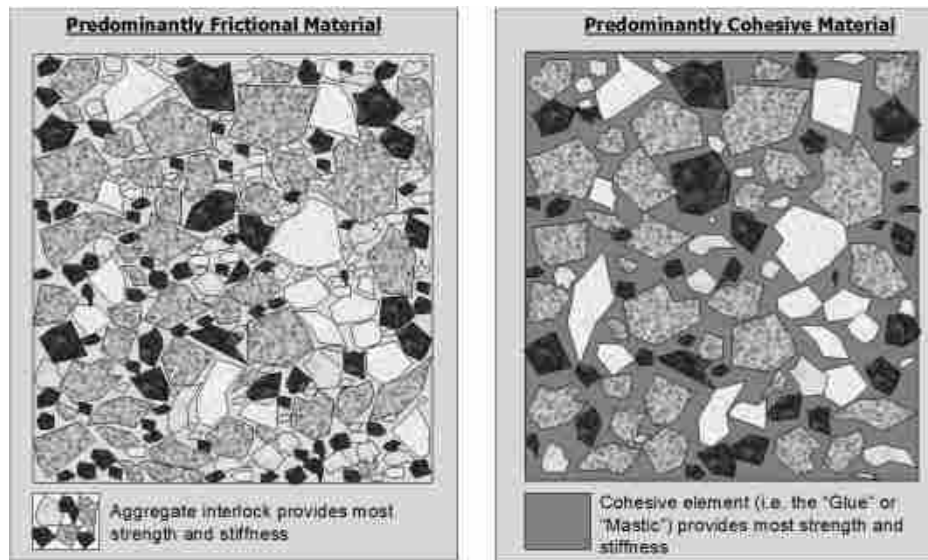 Predominantly Frictional Material
Aggregate interlock provides most
strength and stiffness
Predominantly Cohesive Material
Cohesive element (i.e. the "Glue" or
"Mastic") provides most strength and
stiffness